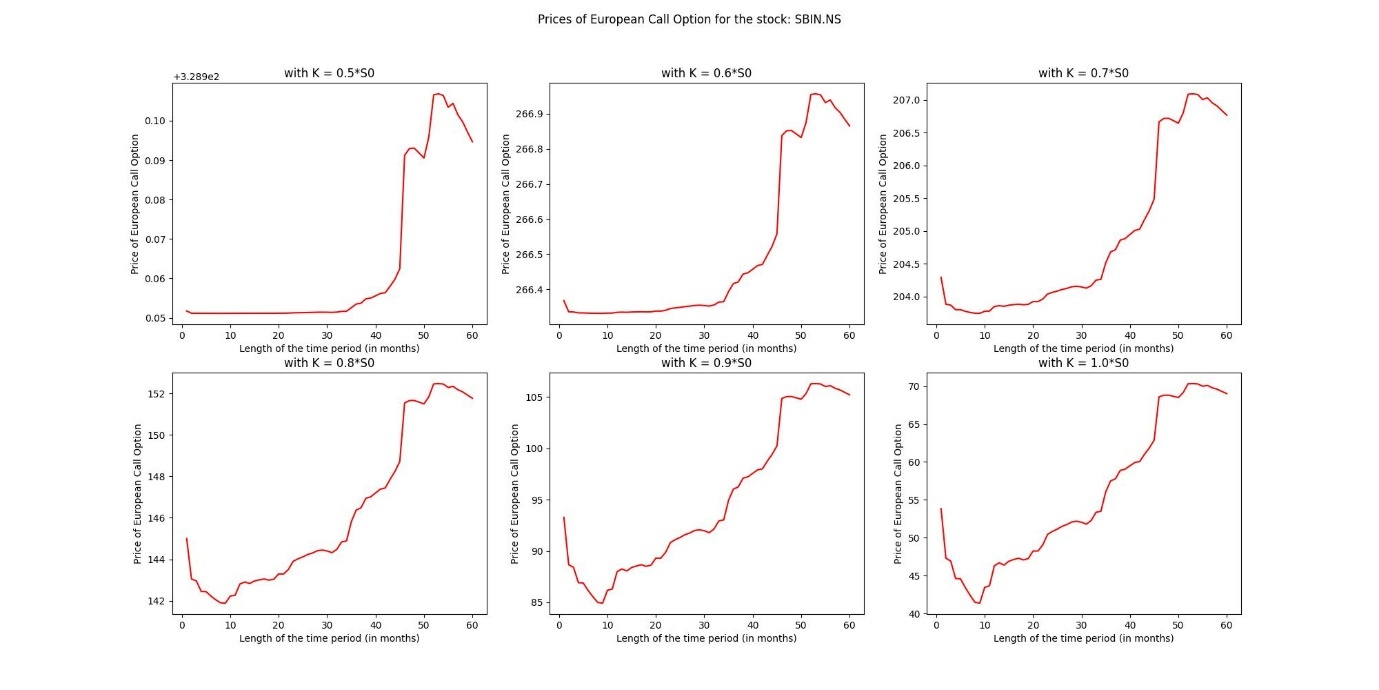 Prices of European Call Option for the stock: SBIN.NS
with K = 0.5*S0
+3.289e2
Price of European Call Option
0.10
0.09
0.08
0.07
0.06
0.05
0 10 20 30 40 50 60
Length of the time period (in months)
with K = 0.6*S0
Price of European Call Option
266.9
266.8
266.7
266.6
266.5
266.4
0 10 20 30 40 50 60
Length of the time period (in months)
with K = 0.7*S0
Price of European Call Option
207.0
206.5
206.0
205.5
205.0
204.5
204.0
0 10 20 30 40 50 60
Length of the time period (in months)
with K = 0.8*S0
Price of European Call Option
152
150
148
146
144
142
0 10 20 30 40 50 60
Length of the time period (in months)
with K = 0.9*S0
Price of European Call Option
105
100
95
90
85
0 10 20 30 40 50 60
Length of the time period (in months)
with K = 1.0*S0
Price of European Call Option
70
65
60
55
50
45
40
0 10 20 30 40 50 60
Length of the time period (in months)